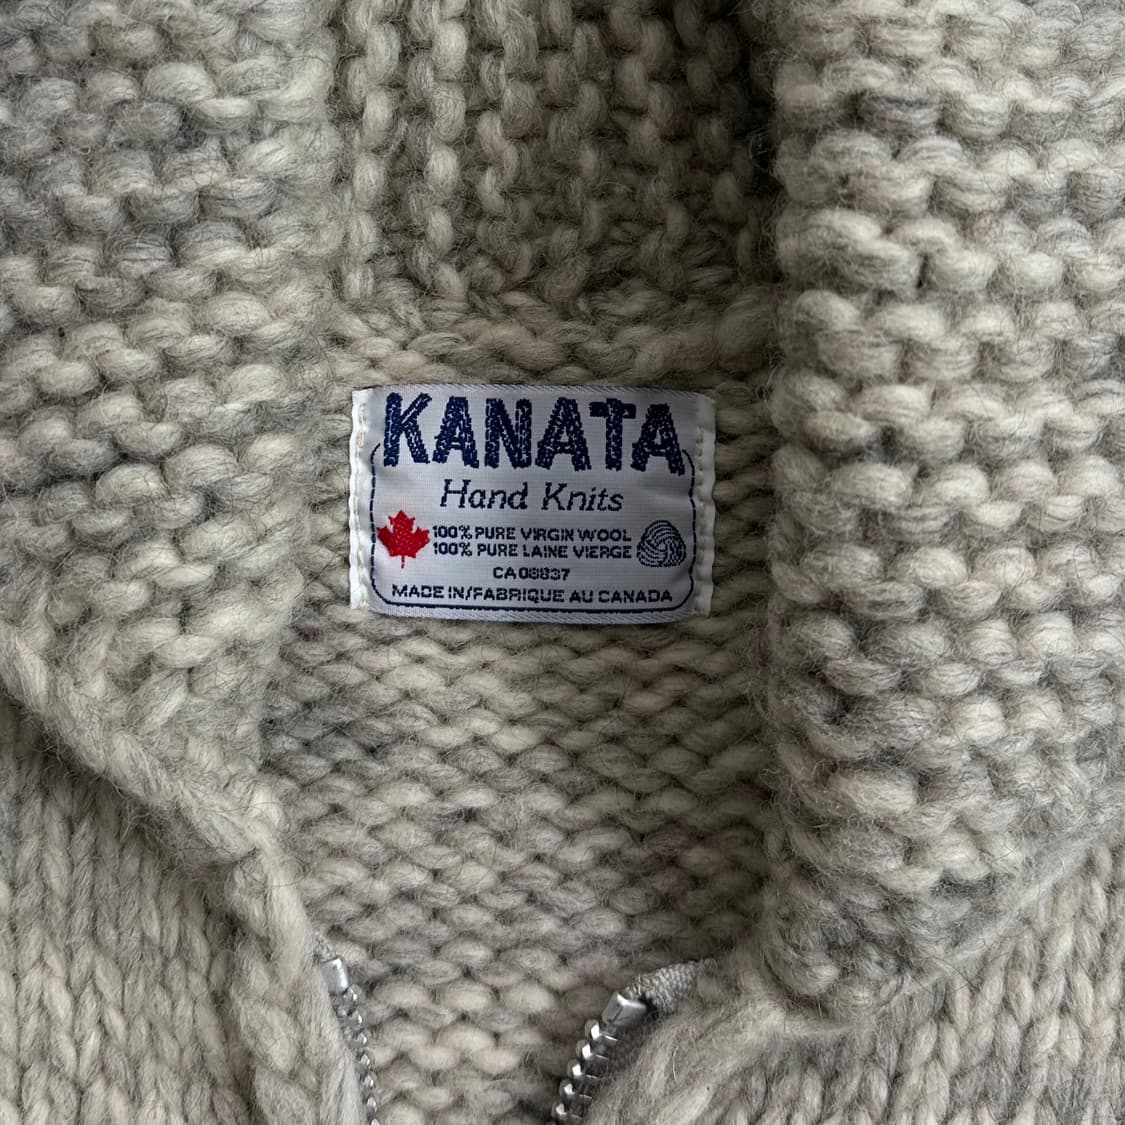 KANATA
Hand Knits
100% PURE VIRGIN WOOL
100% PURE LAINE VIERGE
CA 08837
MADE IN/FABRIQUE AU CANADA